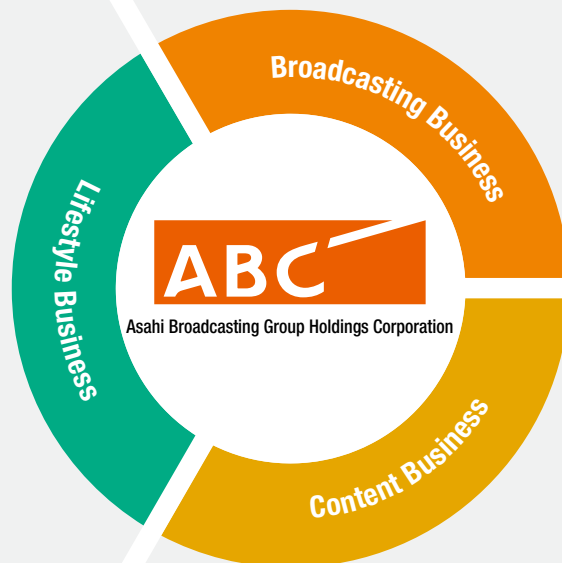 Broadcasting Business
Lifestyle Business
ABC
Asahi Broadcasting Group Holdings Corporation
Content Business